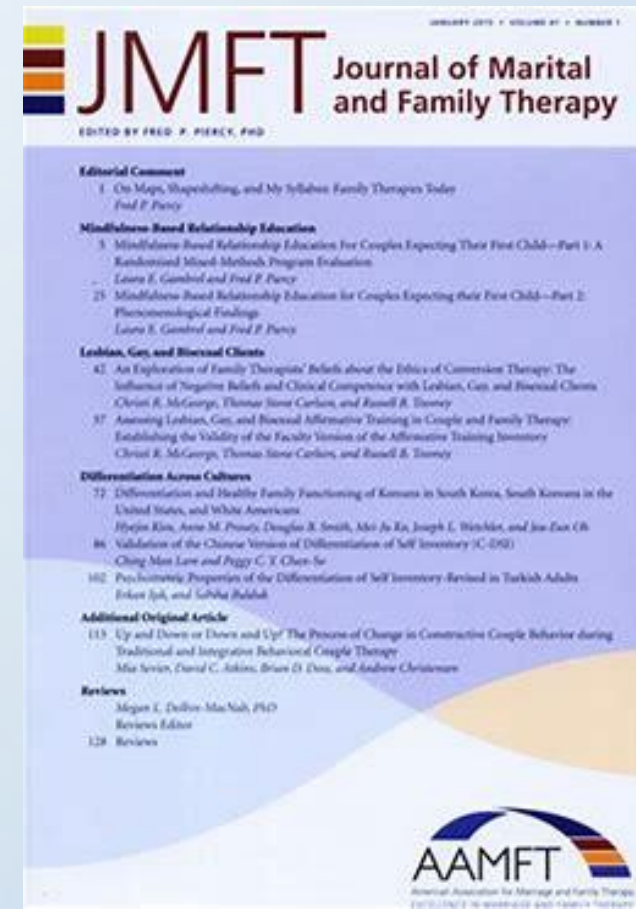 JANUARY 2015 • VOLUME 41 • NUMBER 1
JMFT Journal of Marital
and Family Therapy
EDITED BY FRED P. PIERCY, PHD
Editorial Comment
1 On Maps, Shapeshifting, and My Syllabus: Family Therapies Today
Fred P. Piercy
Mindfulness-Based Relationship Education
5 Mindfulness-Based Relationship Education For Couples Expecting Their First Child—Part 1: A
Randomized Mixed-Methods Program Evaluation
Laura E. Gambrel and Fred P. Piercy
25 Mindfulness-Based Relationship Education for Couples Expecting their First Child—Part 2:
Phenomenological Findings
Laura E. Gambrel and Fred P. Piercy
Lesbian, Gay, and Bisexual Clients
42 An Exploration of Family Therapists' Beliefs about the Ethics of Conversion Therapy: The
Influence of Negative Beliefs and Clinical Competence with Lesbian, Gay, and Bisexual Clients
Christi R. McGeorge, Thomas Stone Carlson, and Russell B. Toomey
57 Assessing Lesbian, Gay, and Bisexual Affirmative Training in Couple and Family Therapy:
Establishing the Validity of the Faculty Version of the Affirmative Training Inventory
Christi R. McGeorge, Thomas Stone Carlson, and Russell B. Toomey
Differentiation Across Cultures
72 Differentiation and Healthy Family Functioning of Koreans in South Korea, South Koreans in the
United States, and White Americans
Hyejin Kim, Anne M. Prouty, Douglas B. Smith, Mei-Ju Ko, Joseph L. Wetchler, and Jea-Eun Oh
86 Validation of the Chinese Version of Differentiation of Self Inventory (C-DSI)
Ching Man Lam and Peggy C. Y. Chan-So
102 Psychometric Properties of the Differentiation of Self Inventory-Revised in Turkish Adults
Erkan Işık, and Sabiha Bulduk
Additional Original Article
113 Up and Down or Down and Up? The Process of Change in Constructive Couple Behavior during
Traditional and Integrative Behavioral Couple Therapy
Mia Sevier, David C. Atkins, Brian D. Doss, and Andrew Christensen
Reviews
Megan L. Dolbin-MacNab, PhD
Reviews Editor
128 Reviews
AAMFT
American Association for Marriage and Family Therapy
EXCELLENCE IN MARRIAGE AND FAMILY THERAPY